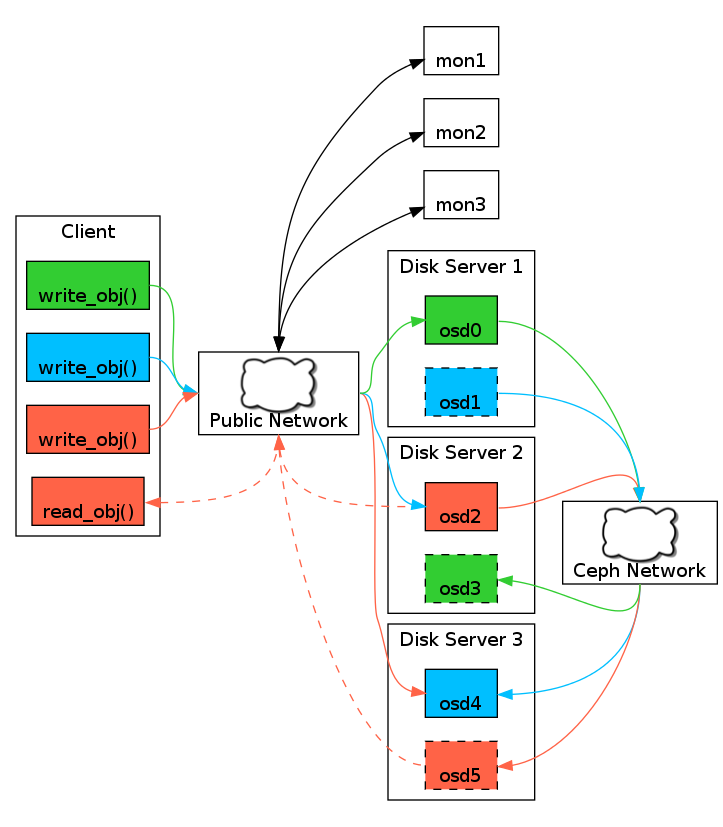 mon1
mon2
mon3
Client
write_obj()
write_obj()
write_obj()
read_obj()
Public Network
Disk Server 1
osd0
osd1
Disk Server 2
osd2
osd3
Disk Server 3
osd4
osd5
Ceph Network